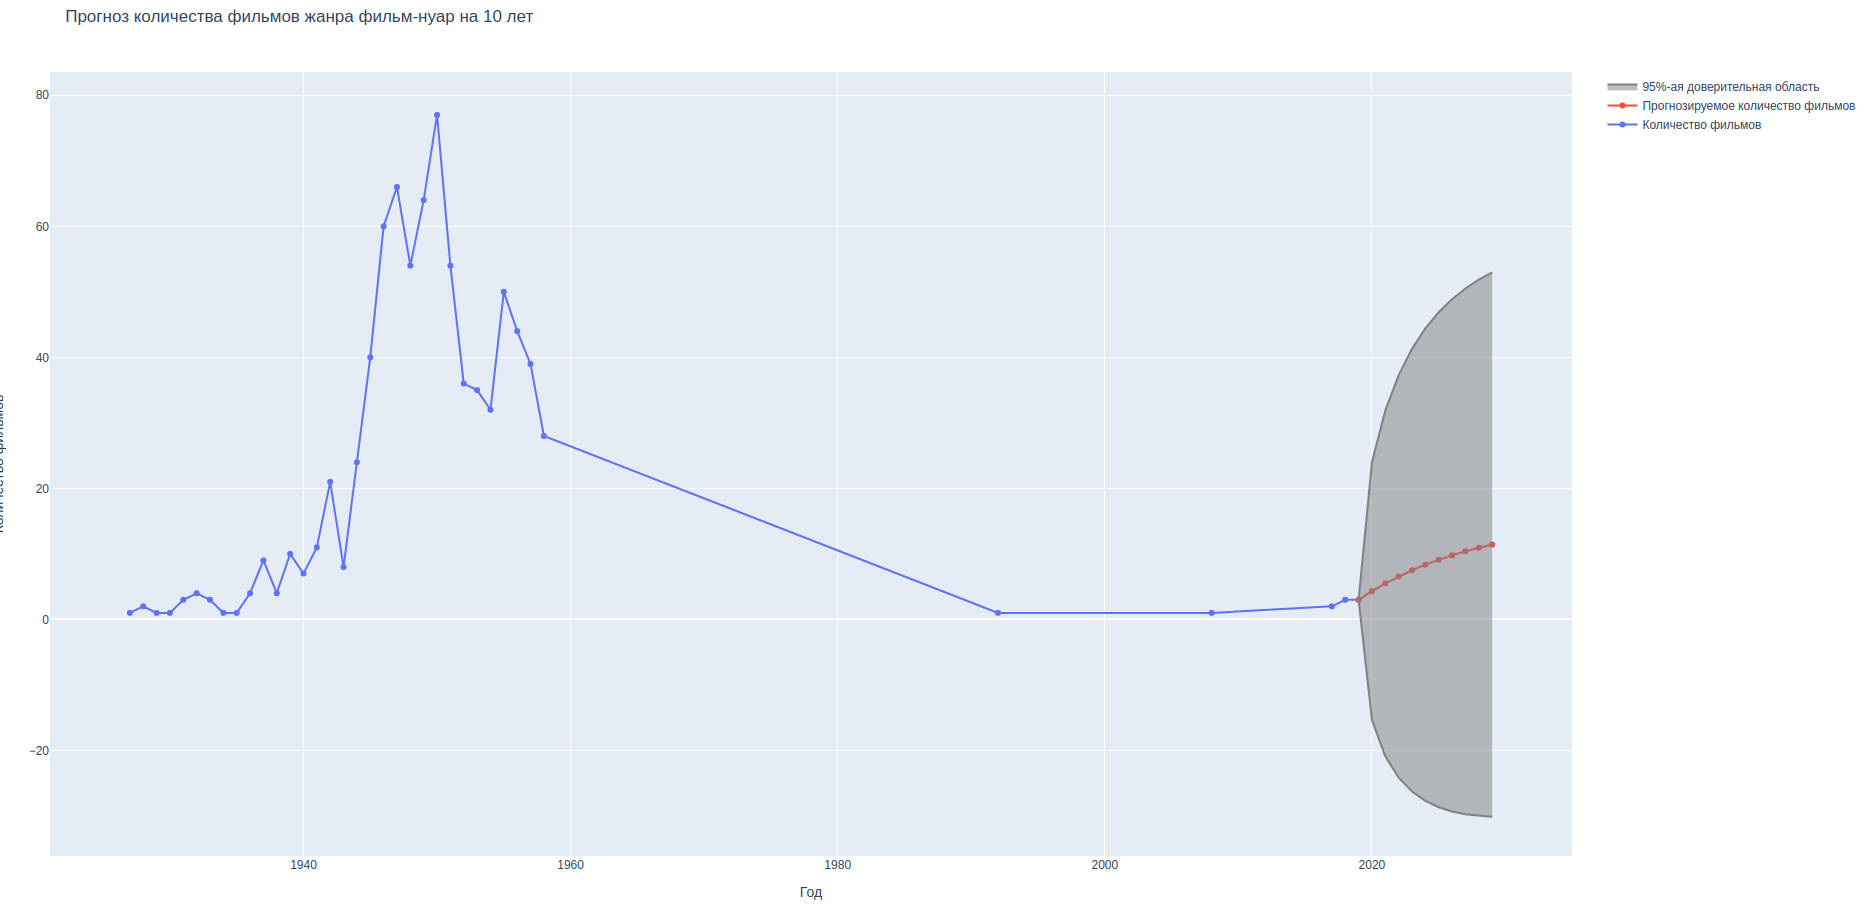 Прогноз количества фильмов жанра фильм-нуар на 10 лет
95%-ая доверительная область
Прогнозируемое количество фильмов
Количество фильмов
80
60
40
20
0
−20
1940
1960
1980
2000
2020
Год